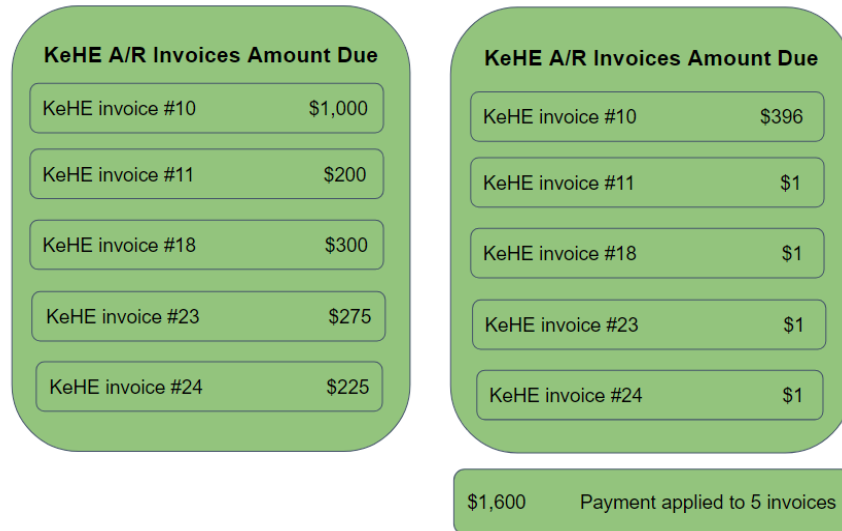 KeHE A/R Invoices Amount Due
KeHE invoice #10 $1,000
KeHE invoice #11 $200
KeHE invoice #18 $300
KeHE invoice #23 $275
KeHE invoice #24 $225
KeHE A/R Invoices Amount Due
KeHE invoice #10 $396
KeHE invoice #11 $1
KeHE invoice #18 $1
KeHE invoice #23 $1
KeHE invoice #24 $1
$1,600 Payment applied to 5 invoices